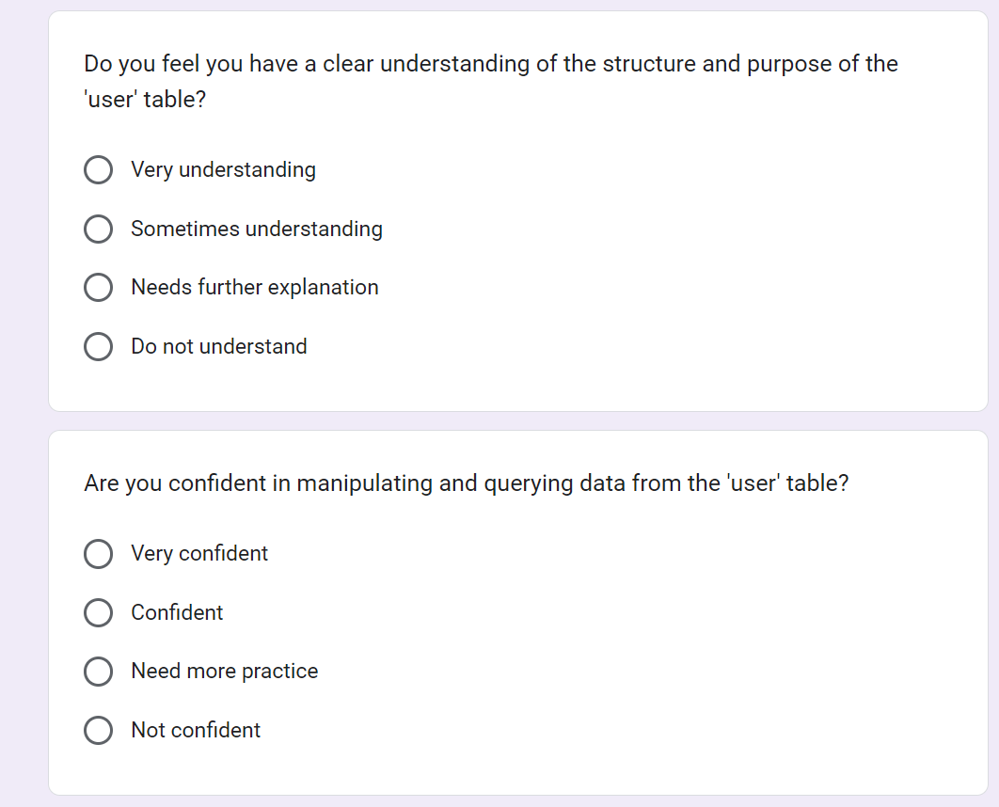 Do you feel you have a clear understanding of the structure and purpose of the
'user' table?
Very understanding
Sometimes understanding
Needs further explanation
Do not understand
Are you confident in manipulating and querying data from the 'user' table?
Very confident
Confident
Need more practice
Not confident